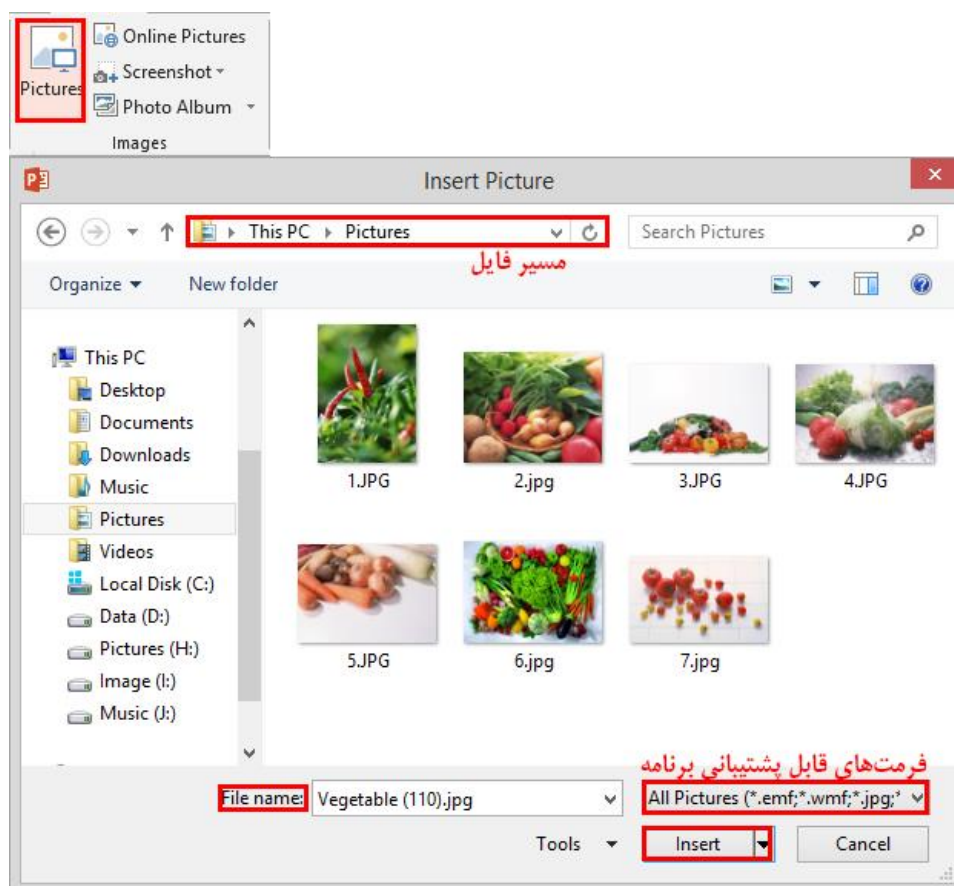 Online Pictures
Screenshot
Pictures
Photo Album
Images
Insert Picture
This PC Pictures
Search Pictures
مسیر فایل
Organize New folder
This PC
Desktop
Documents
Downloads
Music
Pictures
Videos
Local Disk (C:)
Data (D:)
Pictures (H:)
Image (I:)
Music (J:)
1.JPG 2.jpg 3.JPG 4.JPG
5.JPG 6.jpg 7.jpg
فرمت‌های قابل پشتیبانی برنامه
File name: Vegetable (110).jpg All Pictures (*.emf;*.wmf;*.jpg;*
Tools Insert Cancel